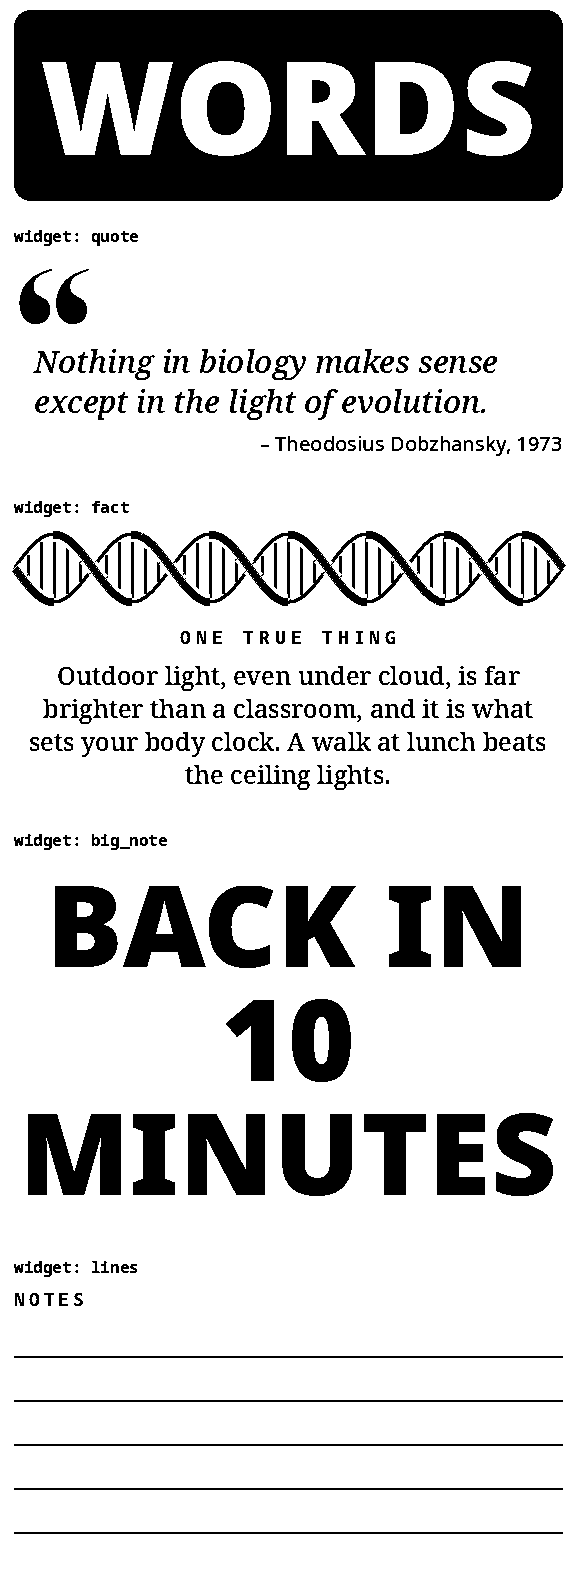 WORDS
widget: quote
“
Nothing in biology makes sense
except in the light of evolution.
– Theodosius Dobzhansky, 1973
widget: fact
ONE TRUE THING
Outdoor light, even under cloud, is far
brighter than a classroom, and it is what
sets your body clock. A walk at lunch beats
the ceiling lights.
widget: big_note
BACK IN
10
MINUTES
widget: lines
NOTES